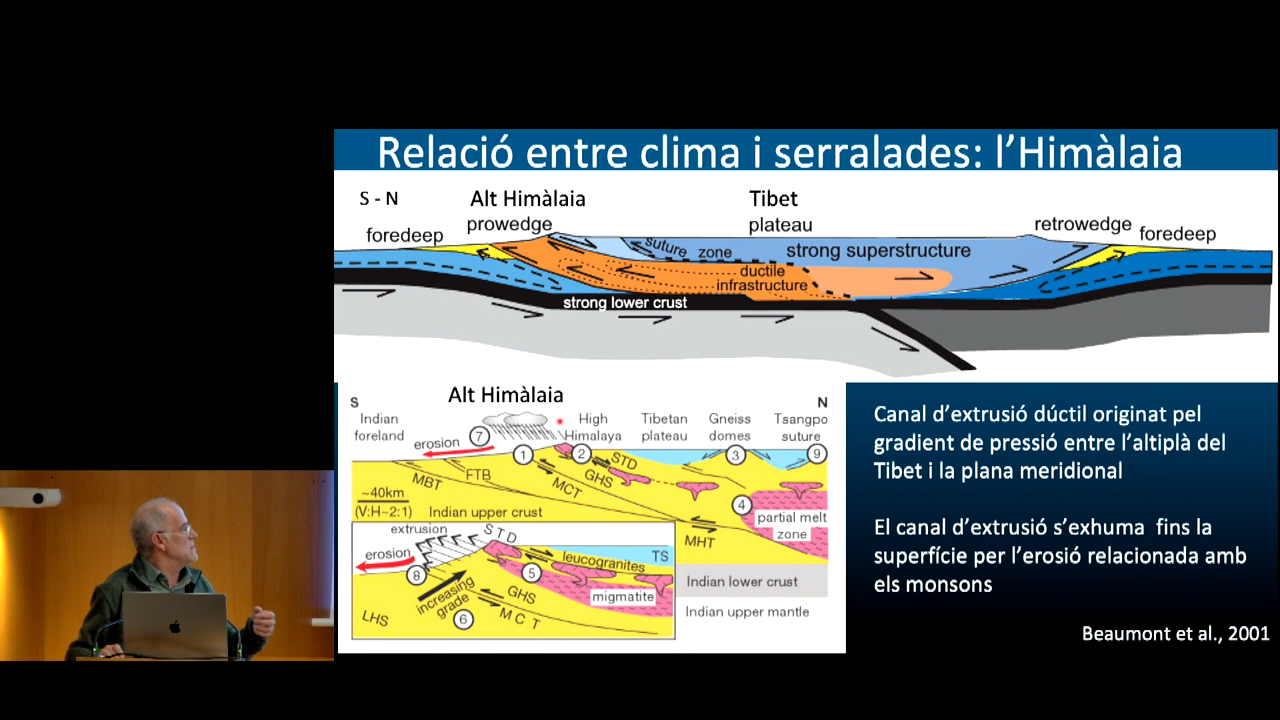 Relació entre clima i serralades: l'Himàlaia
S - N
Alt Himàlaia
Tibet
foredeep
prowedge
plateau
retrowedge
foredeep
suture zone
strong superstructure
ductile
infrastructure
strong lower crust
Alt Himàlaia
S
N
Indian
foreland
erosion
7
High
Himalaya
Tibetan
plateau
Gneiss
domes
Tsangpo
suture
1
2
3
9
MBT
FTB
MCT
GHS
STD
4
~40km
(V:H~2:1)
Indian upper crust
partial melt
zone
MHT
extrusion
STD
erosion
8
5
leucogranites
TS
increasing
grade
GHS
migmatite
LHS
6
MCT
Indian lower crust
Indian upper mantle
Canal d'extrusió dúctil originat pel
gradient de pressió entre l'altiplà del
Tibet i la plana meridional
El canal d'extrusió s'exhuma fins la
superfície per l'erosió relacionada amb
els monsons
Beaumont et al., 2001